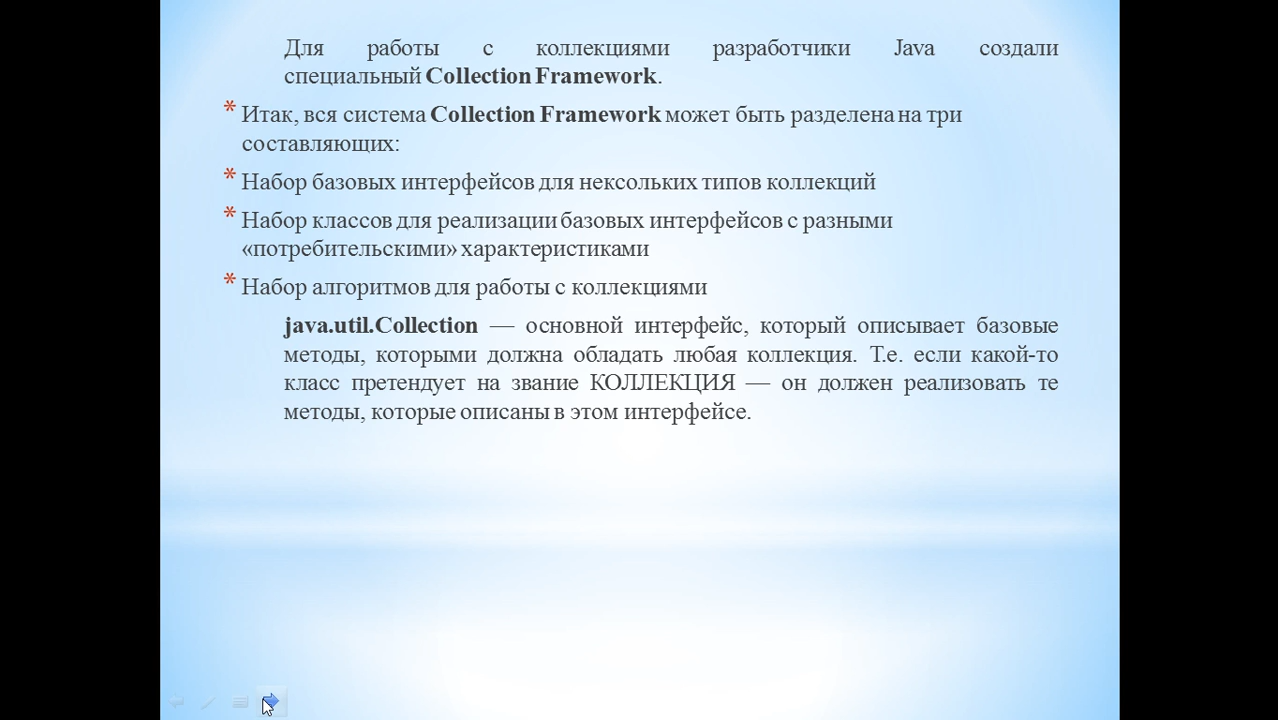 Для работы с коллекциями разработчики Java создали
специальный Collection Framework.
* Итак, вся система Collection Framework может быть разделена на три
составляющих:
* Набор базовых интерфейсов для нексольких типов коллекций
* Набор классов для реализации базовых интерфейсов с разными
«потребительскими» характеристиками
* Набор алгоритмов для работы с коллекциями
java.util.Collection — основной интерфейс, который описывает базовые
методы, которыми должна обладать любая коллекция. Т.е. если какой-то
класс претендует на звание КОЛЛЕКЦИЯ — он должен реализовать те
методы, которые описаны в этом интерфейсе.